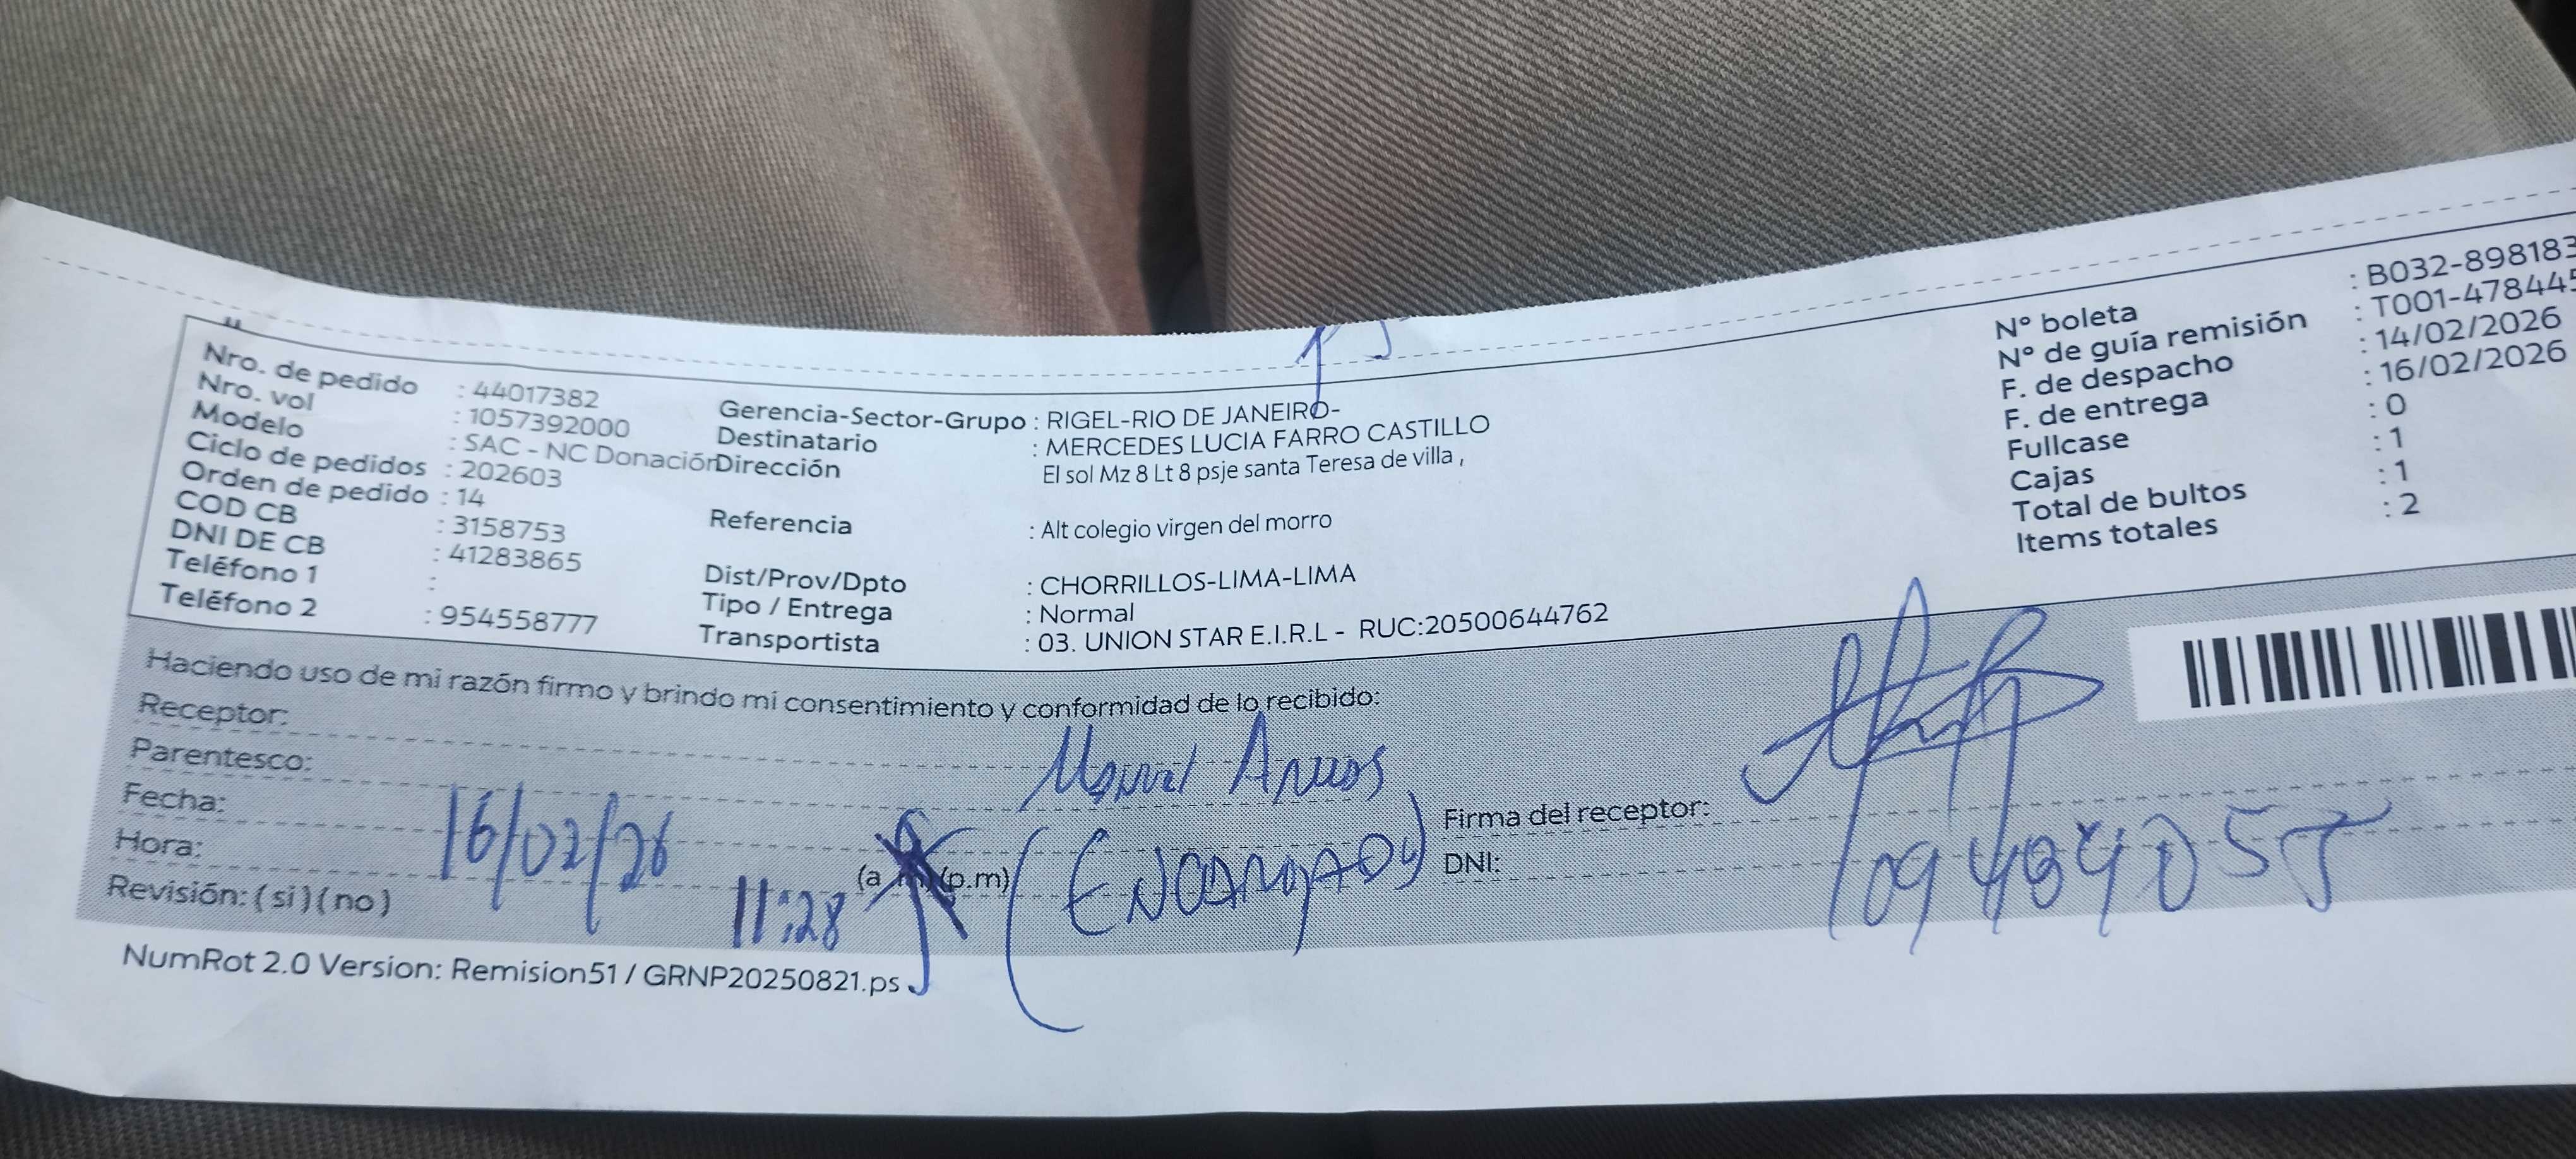 Nro. de pedido : 44017382
Nro. vol : 1057392000
Modelo : SAC - NC Donación
Ciclo de pedidos : 202603
Orden de pedido : 14
COD CB : 3158753
DNI DE CB : 41283865
Teléfono 1 :
Teléfono 2 : 954558777
Gerencia-Sector-Grupo : RIGEL-RIO DE JANEIRO-
Destinatario : MERCEDES LUCIA FARRO CASTILLO
Dirección El sol Mz 8 Lt 8 psje santa Teresa de villa ,
Referencia : Alt colegio virgen del morro
Dist/Prov/Dpto : CHORRILLOS-LIMA-LIMA
Tipo / Entrega : Normal
Transportista : 03. UNION STAR E.I.R.L - RUC:20500644762
N° boleta : B032-898183
N° de guía remisión : T001-478445
F. de despacho : 14/02/2026
F. de entrega : 16/02/2026
Fullcase : 0
Cajas : 1
Total de bultos : 1
Items totales : 2
Haciendo uso de mi razón firmo y brindo mi consentimiento y conformidad de lo recibido:
Receptor:
Parentesco:
Fecha: 16/02/26
Hora: 11:28 (a (p.m)
Revisión: ( si ) ( no )
Firma del receptor:
DNI:
NumRot 2.0 Version: Remision51 / GRNP20250821.ps